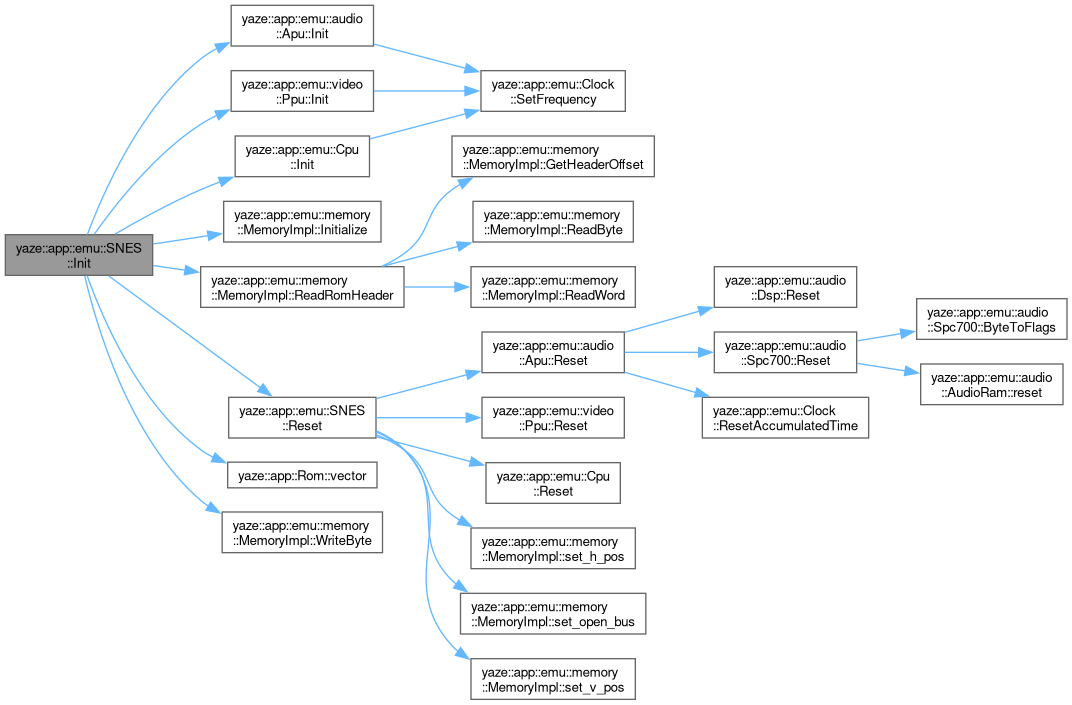 yaze::app::emu::audio
::Apu::Init
yaze::app::emu::video
::Ppu::Init
yaze::app::emu::Clock
::SetFrequency
yaze::app::emu::Cpu
::Init
yaze::app::emu::memory
::MemoryImpl::GetHeaderOffset
yaze::app::emu::memory
::MemoryImpl::Initialize
yaze::app::emu::memory
::MemoryImpl::ReadByte
yaze::app::emu::SNES
::Init
yaze::app::emu::memory
::MemoryImpl::ReadRomHeader
yaze::app::emu::memory
::MemoryImpl::ReadWord
yaze::app::emu::audio
::Dsp::Reset
yaze::app::emu::audio
::Spc700::ByteToFlags
yaze::app::emu::audio
::Apu::Reset
yaze::app::emu::audio
::Spc700::Reset
yaze::app::emu::audio
::AudioRam::reset
yaze::app::emu::SNES
::Reset
yaze::app::emu::video
::Ppu::Reset
yaze::app::emu::Clock
::ResetAccumulatedTime
yaze::app::Rom::vector
yaze::app::emu::Cpu
::Reset
yaze::app::emu::memory
::MemoryImpl::WriteByte
yaze::app::emu::memory
::MemoryImpl::set_h_pos
yaze::app::emu::memory
::MemoryImpl::set_open_bus
yaze::app::emu::memory
::MemoryImpl::set_v_pos